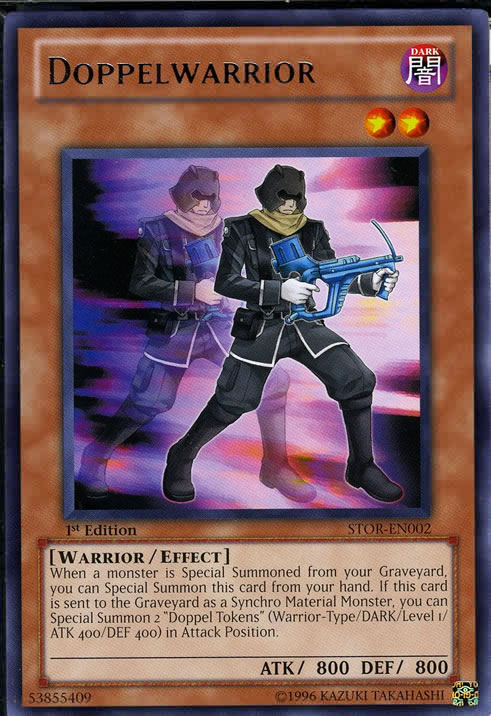 DOPPELWARRIOR
DARK
闇
1st Edition
STOR-EN002
[WARRIOR / EFFECT]
When a monster is Special Summoned from your Graveyard,
you can Special Summon this card from your hand. If this card
is sent to the Graveyard as a Synchro Material Monster, you can
Special Summon 2 "Doppel Tokens" (Warrior-Type/DARK/Level 1/
ATK 400/DEF 400) in Attack Position.
ATK/ 800 DEF/ 800
53855409
©1996 KAZUKI TAKAHASHI